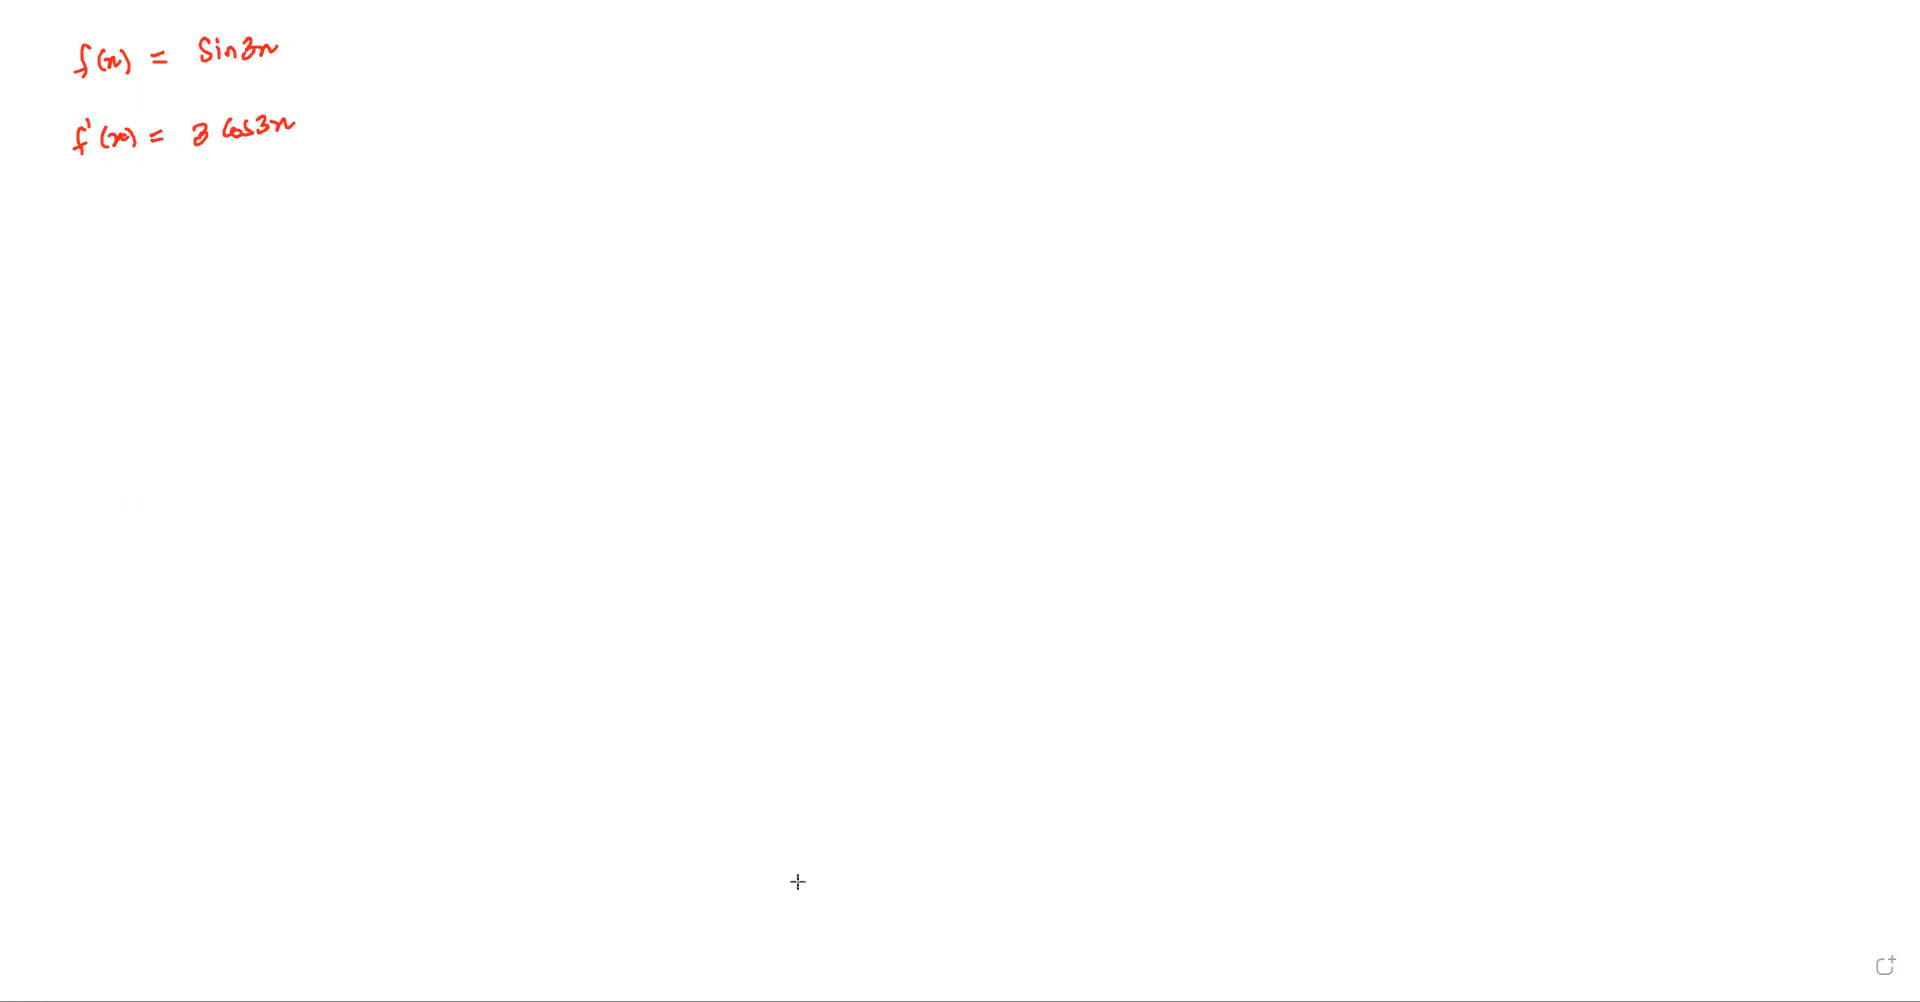 f(x) = Sin3x
f'(x) = 3 Cos3x